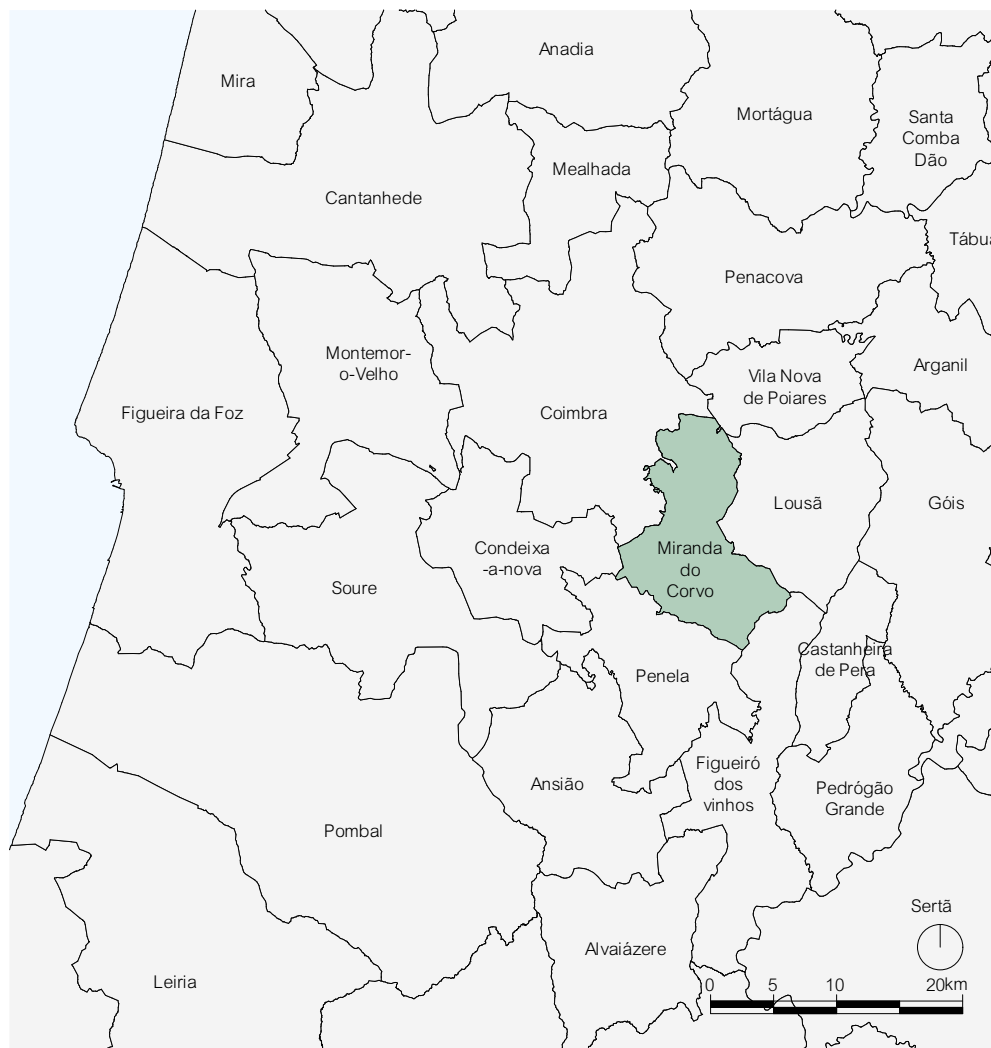 Anadia
Mira
Mortágua
Santa
Comba
Dão
Mealhada
Cantanhede
Tábua
Penacova
Montemor-
o-Velho
Arganil
Vila Nova
de Poiares
Figueira da Foz
Coimbra
Lousã
Góis
Condeixa
-a-nova
Miranda
do
Corvo
Soure
Castanheira
de Pera
Penela
Figueiró
dos
vinhos
Ansião
Pedrógão
Grande
Pombal
Sertã
Alvaiázere
Leiria
0 5 10 20km